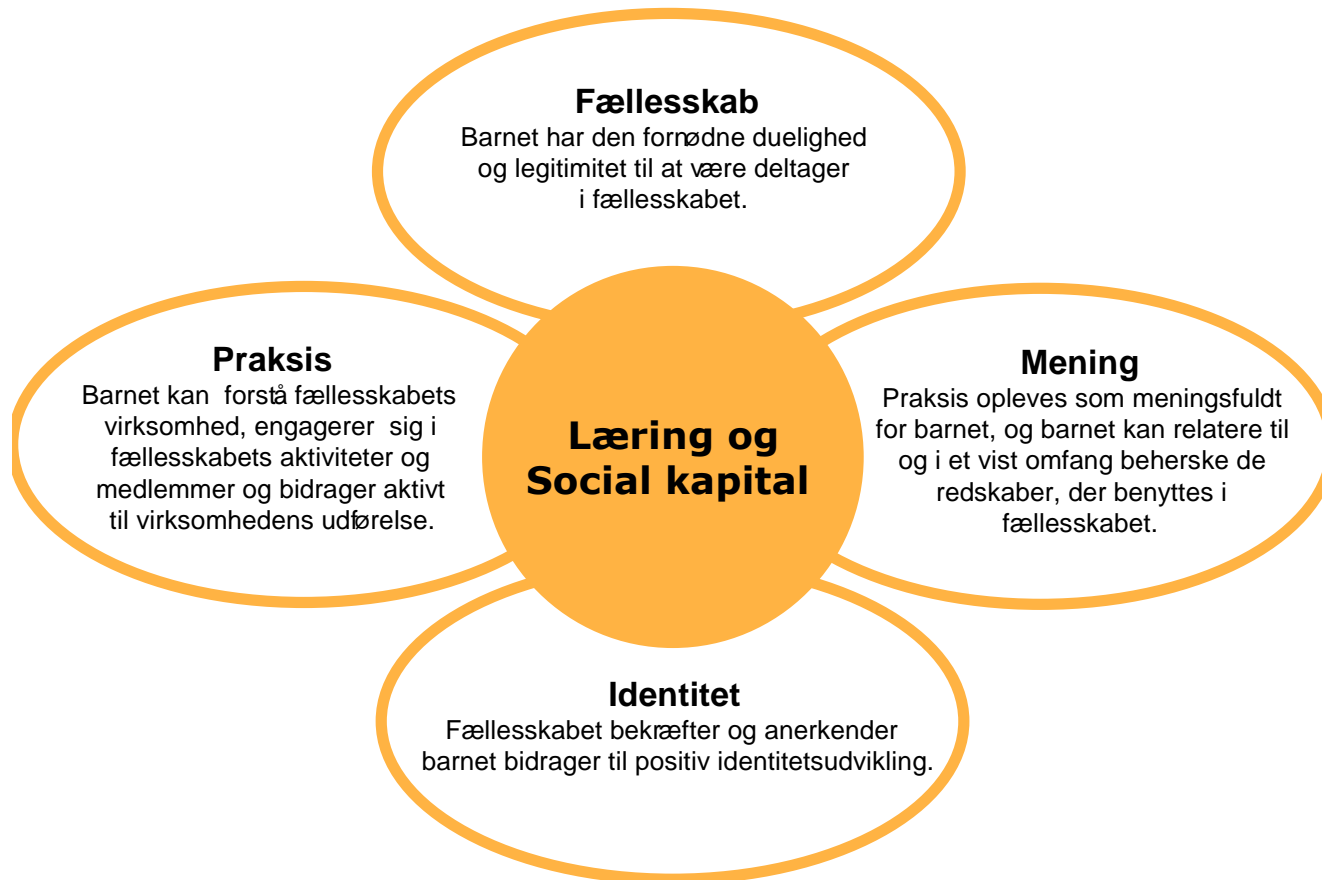 Fællesskab
Barnet har den fornødne duelighed
og legitimitet til at være deltager
i fællesskabet.
Praksis
Barnet kan forstå fællesskabets
virksomhed, engagerer sig i
fællesskabets aktiviteter og
medlemmer og bidrager aktivt
til virksomhedens udførelse.
Læring og
Social kapital
Mening
Praksis opleves som meningsfuldt
for barnet, og barnet kan relatere til
og i et vist omfang beherske de
redskaber, der benyttes i
fællesskabet.
Identitet
Fællesskabet bekræfter og anerkender
barnet bidrager til positiv identitetsudvikling.